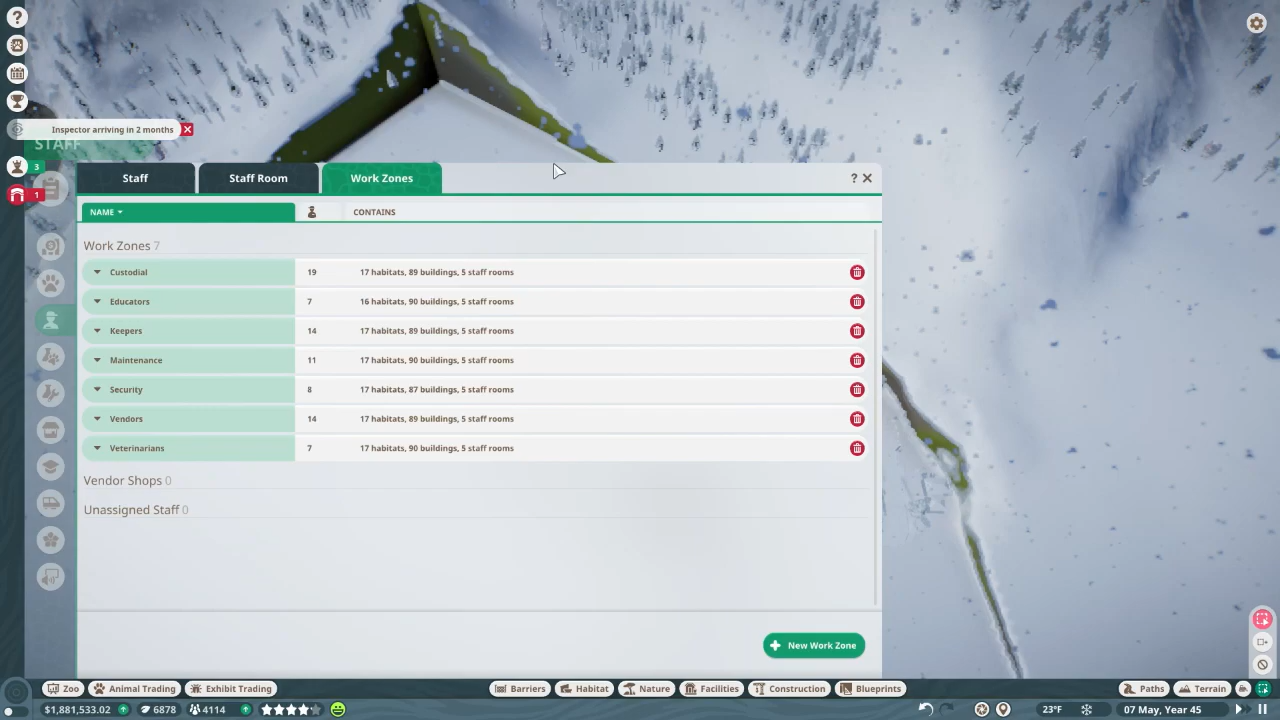 ?
Inspector arriving in 2 months
STAFF
3
1
Staff
Staff Room
Work Zones
?
NAME
CONTAINS
Work Zones 7
Custodial 19 17 habitats, 89 buildings, 5 staff rooms
Educators 7 16 habitats, 90 buildings, 5 staff rooms
Keepers 14 17 habitats, 89 buildings, 5 staff rooms
Maintenance 11 17 habitats, 90 buildings, 5 staff rooms
Security 8 17 habitats, 87 buildings, 5 staff rooms
Vendors 14 17 habitats, 89 buildings, 5 staff rooms
Veterinarians 7 17 habitats, 90 buildings, 5 staff rooms
Vendor Shops 0
Unassigned Staff 0
New Work Zone
Zoo Animal Trading Exhibit Trading Barriers Habitat Nature Facilities Construction Blueprints Paths Terrain
$1,881,533.02 6878 4114 23°F 07 May, Year 45